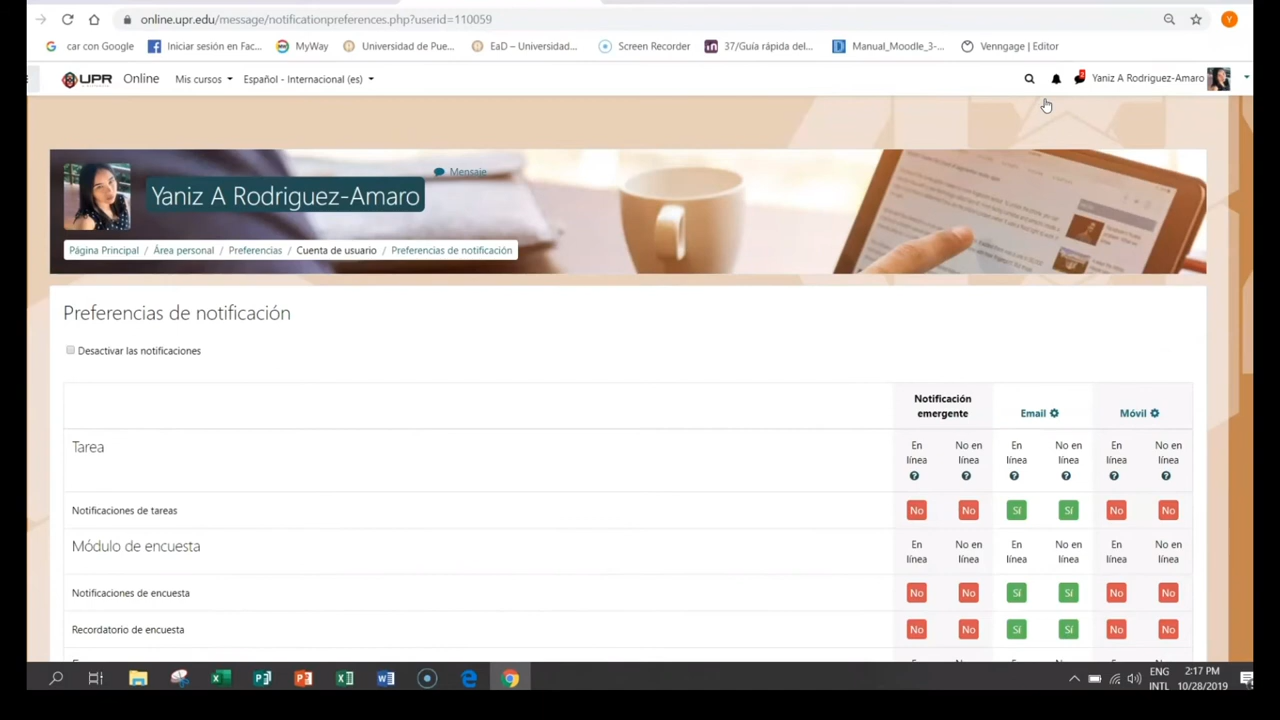 online.upr.edu/message/notificationpreferences.php?userid=110059
Y
car con Google
Iniciar sesión en Fac...
MyWay
Universidad de Pue...
EaD – Universidad...
Screen Recorder
37/Guía rápida del...
Manual_Moodle_3-...
Venngage | Editor
UPR
Online
Mis cursos
Español - Internacional (es)
2
Yaniz A Rodriguez-Amaro
Mensaje
Yaniz A Rodriguez-Amaro
Página Principal / Área personal / Preferencias / Cuenta de usuario / Preferencias de notificación
Preferencias de notificación
Desactivar las notificaciones
Notificación emergente
Email
Móvil
Tarea
En línea
No en línea
En línea
No en línea
En línea
No en línea
Notificaciones de tareas
No No Sí Sí No No
Módulo de encuesta
En línea
No en línea
En línea
No en línea
En línea
No en línea
Notificaciones de encuesta
No No Sí Sí No No
Recordatorio de encuesta
No No Sí Sí No No
ENG
INTL
2:17 PM
10/28/2019